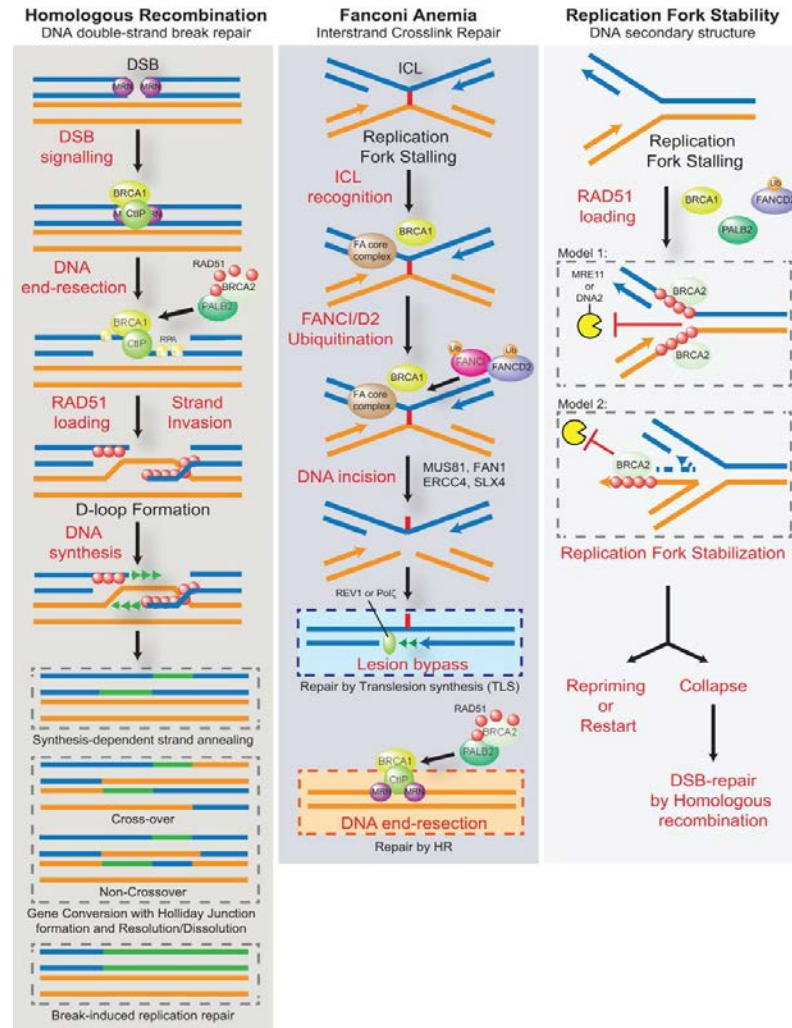 Homologous Recombination
DNA double-strand break repair
DSB
MRN
MRN
DSB
signalling
BRCA1
CtIP
RN
DNA
end-resection
RAD51
BRCA2
PALB2
BRCA1
CtIP
RPA
RAD51
loading
Strand
Invasion
D-loop Formation
DNA
synthesis
Synthesis-dependent strand annealing
Cross-over
Non-Crossover
Gene Conversion with Holliday Junction
formation and Resolution/Dissolution
Break-induced replication repair
Fanconi Anemia
Interstrand Crosslink Repair
ICL
Replication
Fork Stalling
ICL
recognition
BRCA1
FA core
complex
FANCI/D2
Ubiquitination
Ub
Ub
FANCI
FANCD2
BRCA1
FA core
complex
DNA incision
MUS81, FAN1
ERCC4, SLX4
REV1 or Polζ
Lesion bypass
Repair by Translesion synthesis (TLS)
RAD51
BRCA2
PALB2
BRCA1
CtIP
MRN
MRN
DNA end-resection
Repair by HR
Replication Fork Stability
DNA secondary structure
Replication
Fork Stalling
RAD51
loading
BRCA1
Ub
FANCD2
PALB2
Model 1:
MRE11
or
DNA2
BRCA2
BRCA2
Model 2:
BRCA2
Replication Fork Stabilization
Repriming
or
Restart
Collapse
DSB-repair
by Homologous
recombination